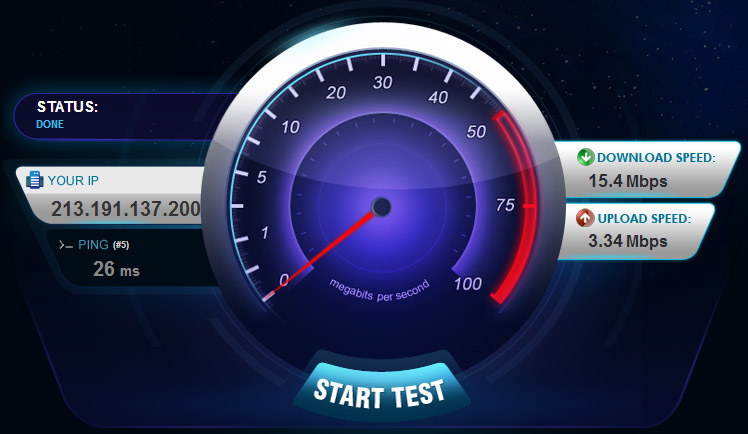 STATUS:
DONE
YOUR IP
213.191.137.200
>_ PING (#5)
26 ms
0
1
5
10
20
30
40
50
75
100
megabits per second
DOWNLOAD SPEED:
15.4 Mbps
UPLOAD SPEED:
3.34 Mbps
START TEST